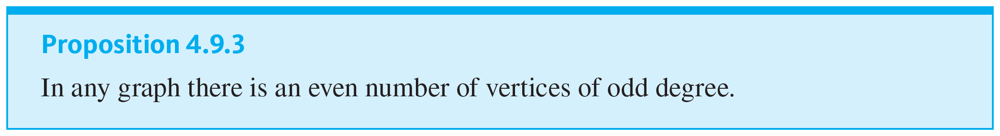 Proposition 4.9.3
In any graph there is an even number of vertices of odd degree.